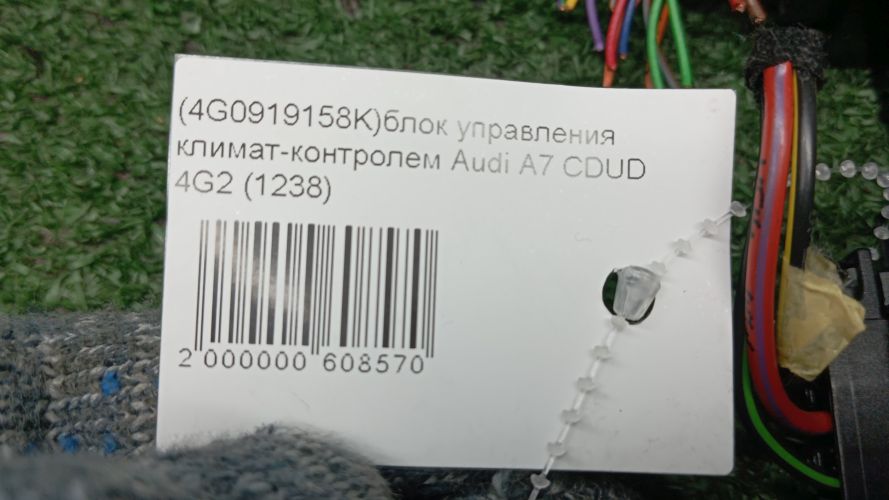 (4G0919158K)блок управления
климат-контролем Audi A7 CDUD
4G2 (1238)
2 000000 608570